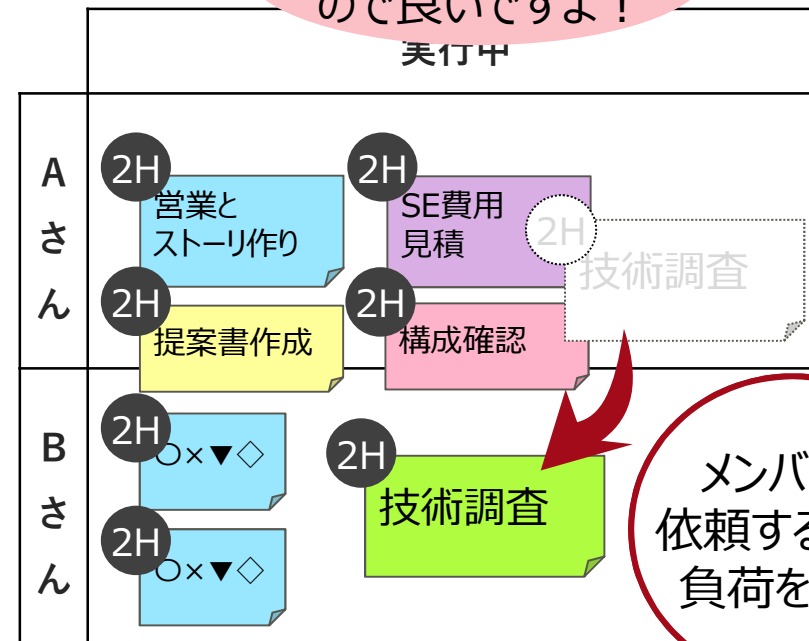 ので良いですよ！
実行中
Aさん
2H
営業と
ストーリ作り
2H
SE費用
見積
2H
技術調査
2H
提案書作成
2H
構成確認
Bさん
2H
〇×▼◇
2H
技術調査
2H
〇×▼◇
メンバ
依頼する
負荷を